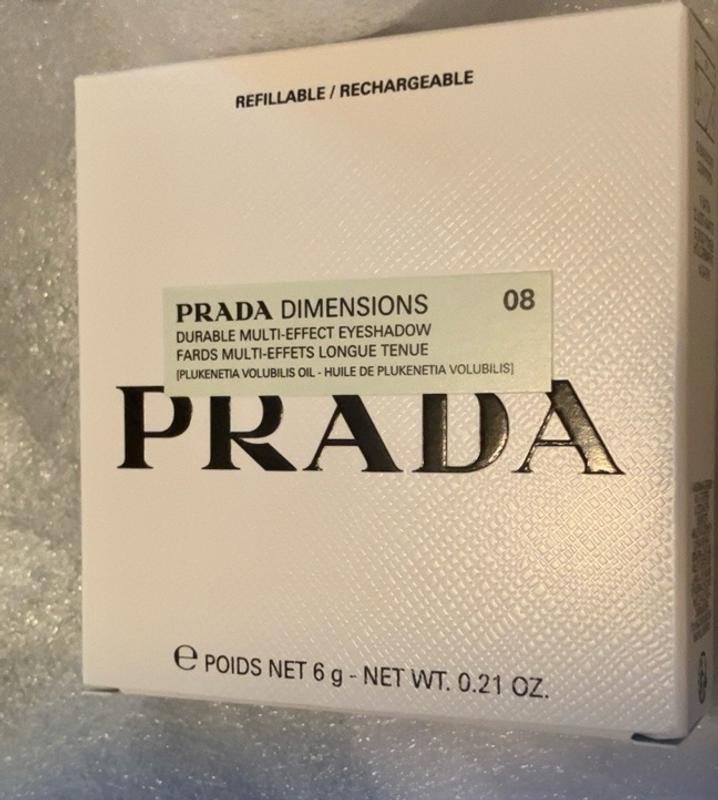 REFILLABLE / RECHARGEABLE
PRADA DIMENSIONS 08
DURABLE MULTI-EFFECT EYESHADOW
FARDS MULTI-EFFETS LONGUE TENUE
[PLUKENETIA VOLUBILIS OIL - HUILE DE PLUKENETIA VOLUBILIS]
PRADA
e POIDS NET 6 g - NET WT. 0.21 OZ.